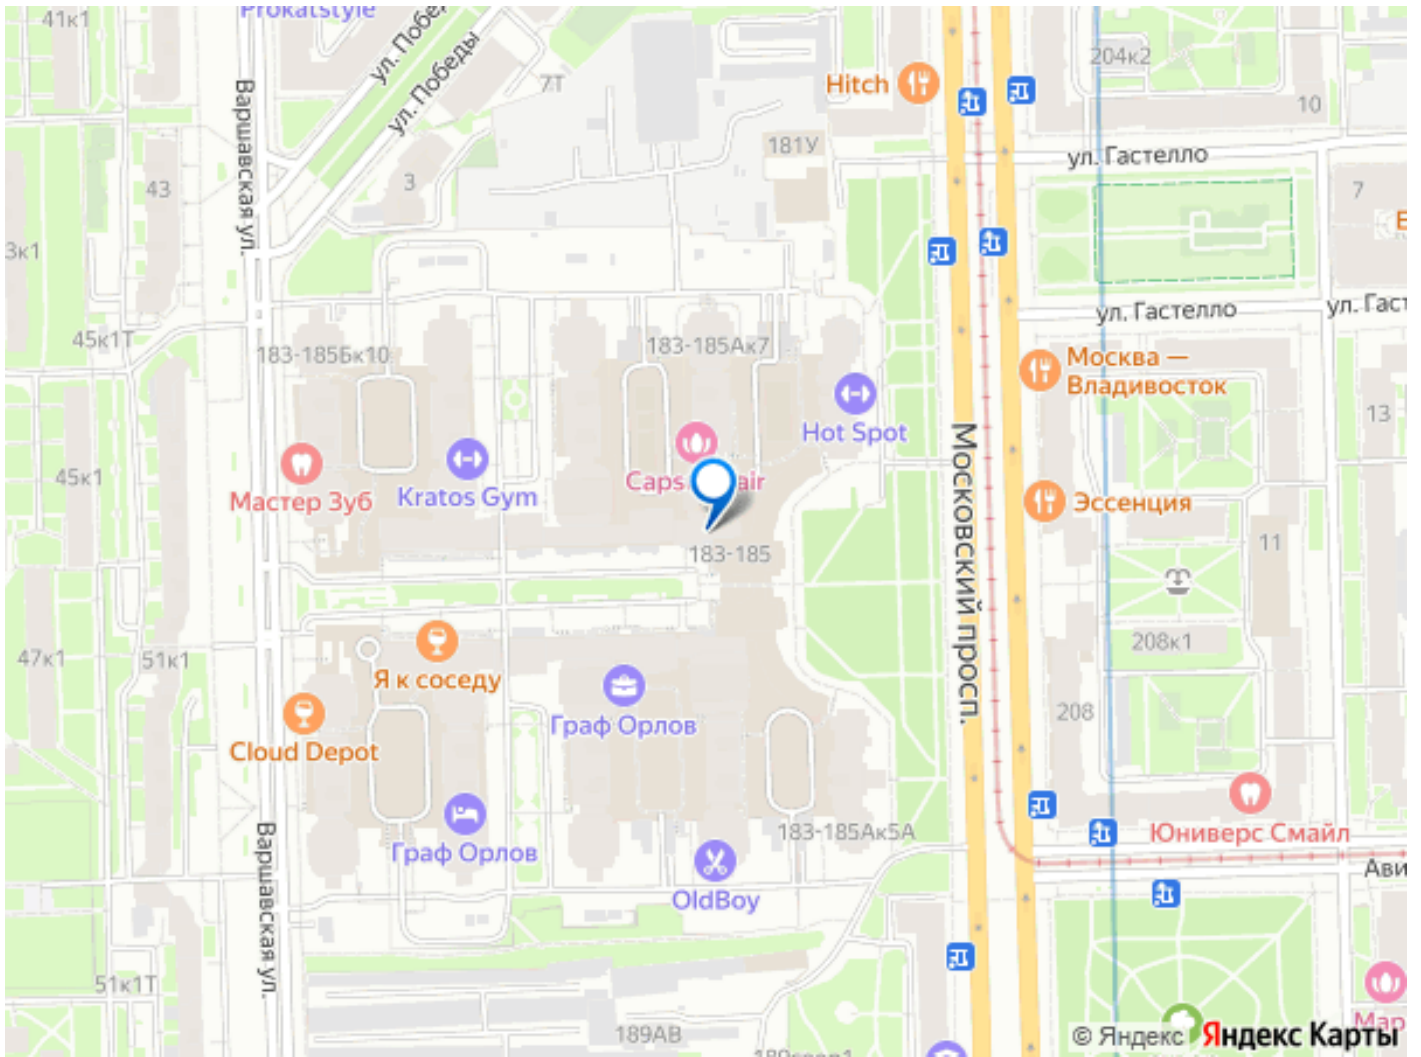 41к1
Prokatstyle
ул. Победы
ул. Победы
7Т
Hitch
204к2
10
Варшавская ул.
181У
ул. Гастелло
43
3
7
3к1
ул. Гастелло
45к1Т
183-185Бк10
183-185Ак7
Москва —
Владивосток
13
Hot Spot
45к1
Мастер Зуб
Kratos Gym
Caps
air
Эссенция
Московский просп.
183-185
11
47к1
51к1
Я к соседу
208к1
Граф Орлов
208
Cloud Depot
183-185Ак5А
Юниверс Смайл
Граф Орлов
OldBoy
Варшавская ул.
51к1Т
189АВ
© Яндекс
Яндекс Карты